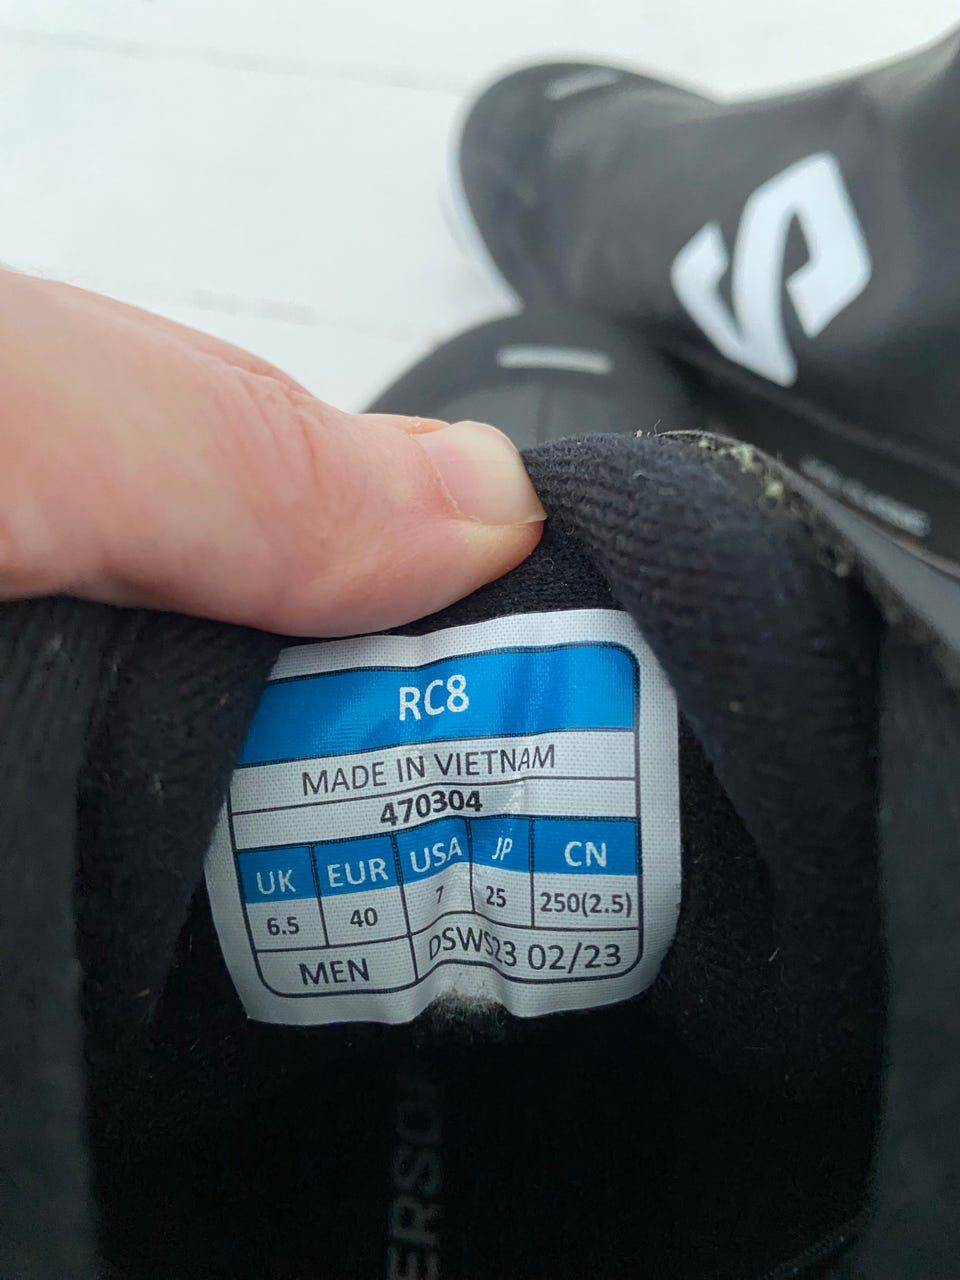 RC8
MADE IN VIETNAM
470304
UK EUR USA JP CN
6.5 40 7 25 250(2.5)
MEN DSWS23 02/23
ERSO